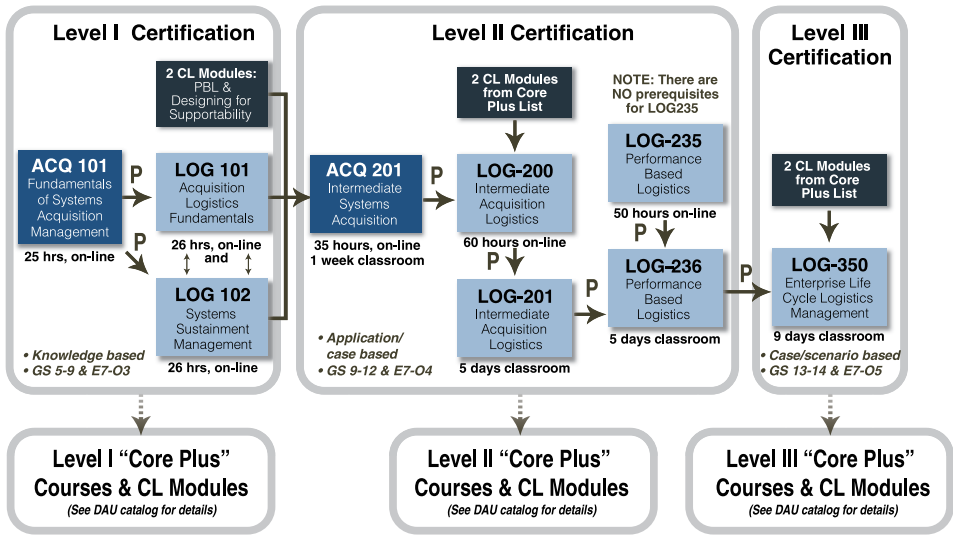 Level I Certification
2 CL Modules:
PBL &
Designing for
Supportability
ACQ 101
Fundamentals
of Systems
Acquisition
Management
25 hrs, on-line
P
P
LOG 101
Acquisition
Logistics
Fundamentals
26 hrs, on-line
and
LOG 102
Systems
Sustainment
Management
26 hrs, on-line
• Knowledge based
• GS 5-9 & E7-O3
Level II Certification
2 CL Modules
from Core
Plus List
NOTE: There are
NO prerequisites
for LOG235
ACQ 201
Intermediate
Systems
Acquisition
35 hours, on-line
1 week classroom
P
LOG-200
Intermediate
Acquisition
Logistics
60 hours on-line
P
LOG-201
Intermediate
Acquisition
Logistics
5 days classroom
P
LOG-235
Performance
Based
Logistics
50 hours on-line
P
LOG-236
Performance
Based
Logistics
5 days classroom
• Application/
case based
• GS 9-12 & E7-O4
P
Level III
Certification
2 CL Modules
from Core
Plus List
LOG-350
Enterprise Life
Cycle Logistics
Management
9 days classroom
• Case/scenario based
• GS 13-14 & E7-O5
Level I “Core Plus”
Courses & CL Modules
(See DAU catalog for details)
Level II “Core Plus”
Courses & CL Modules
(See DAU catalog for details)
Level III “Core Plus”
Courses & CL Modules
(See DAU catalog for details)